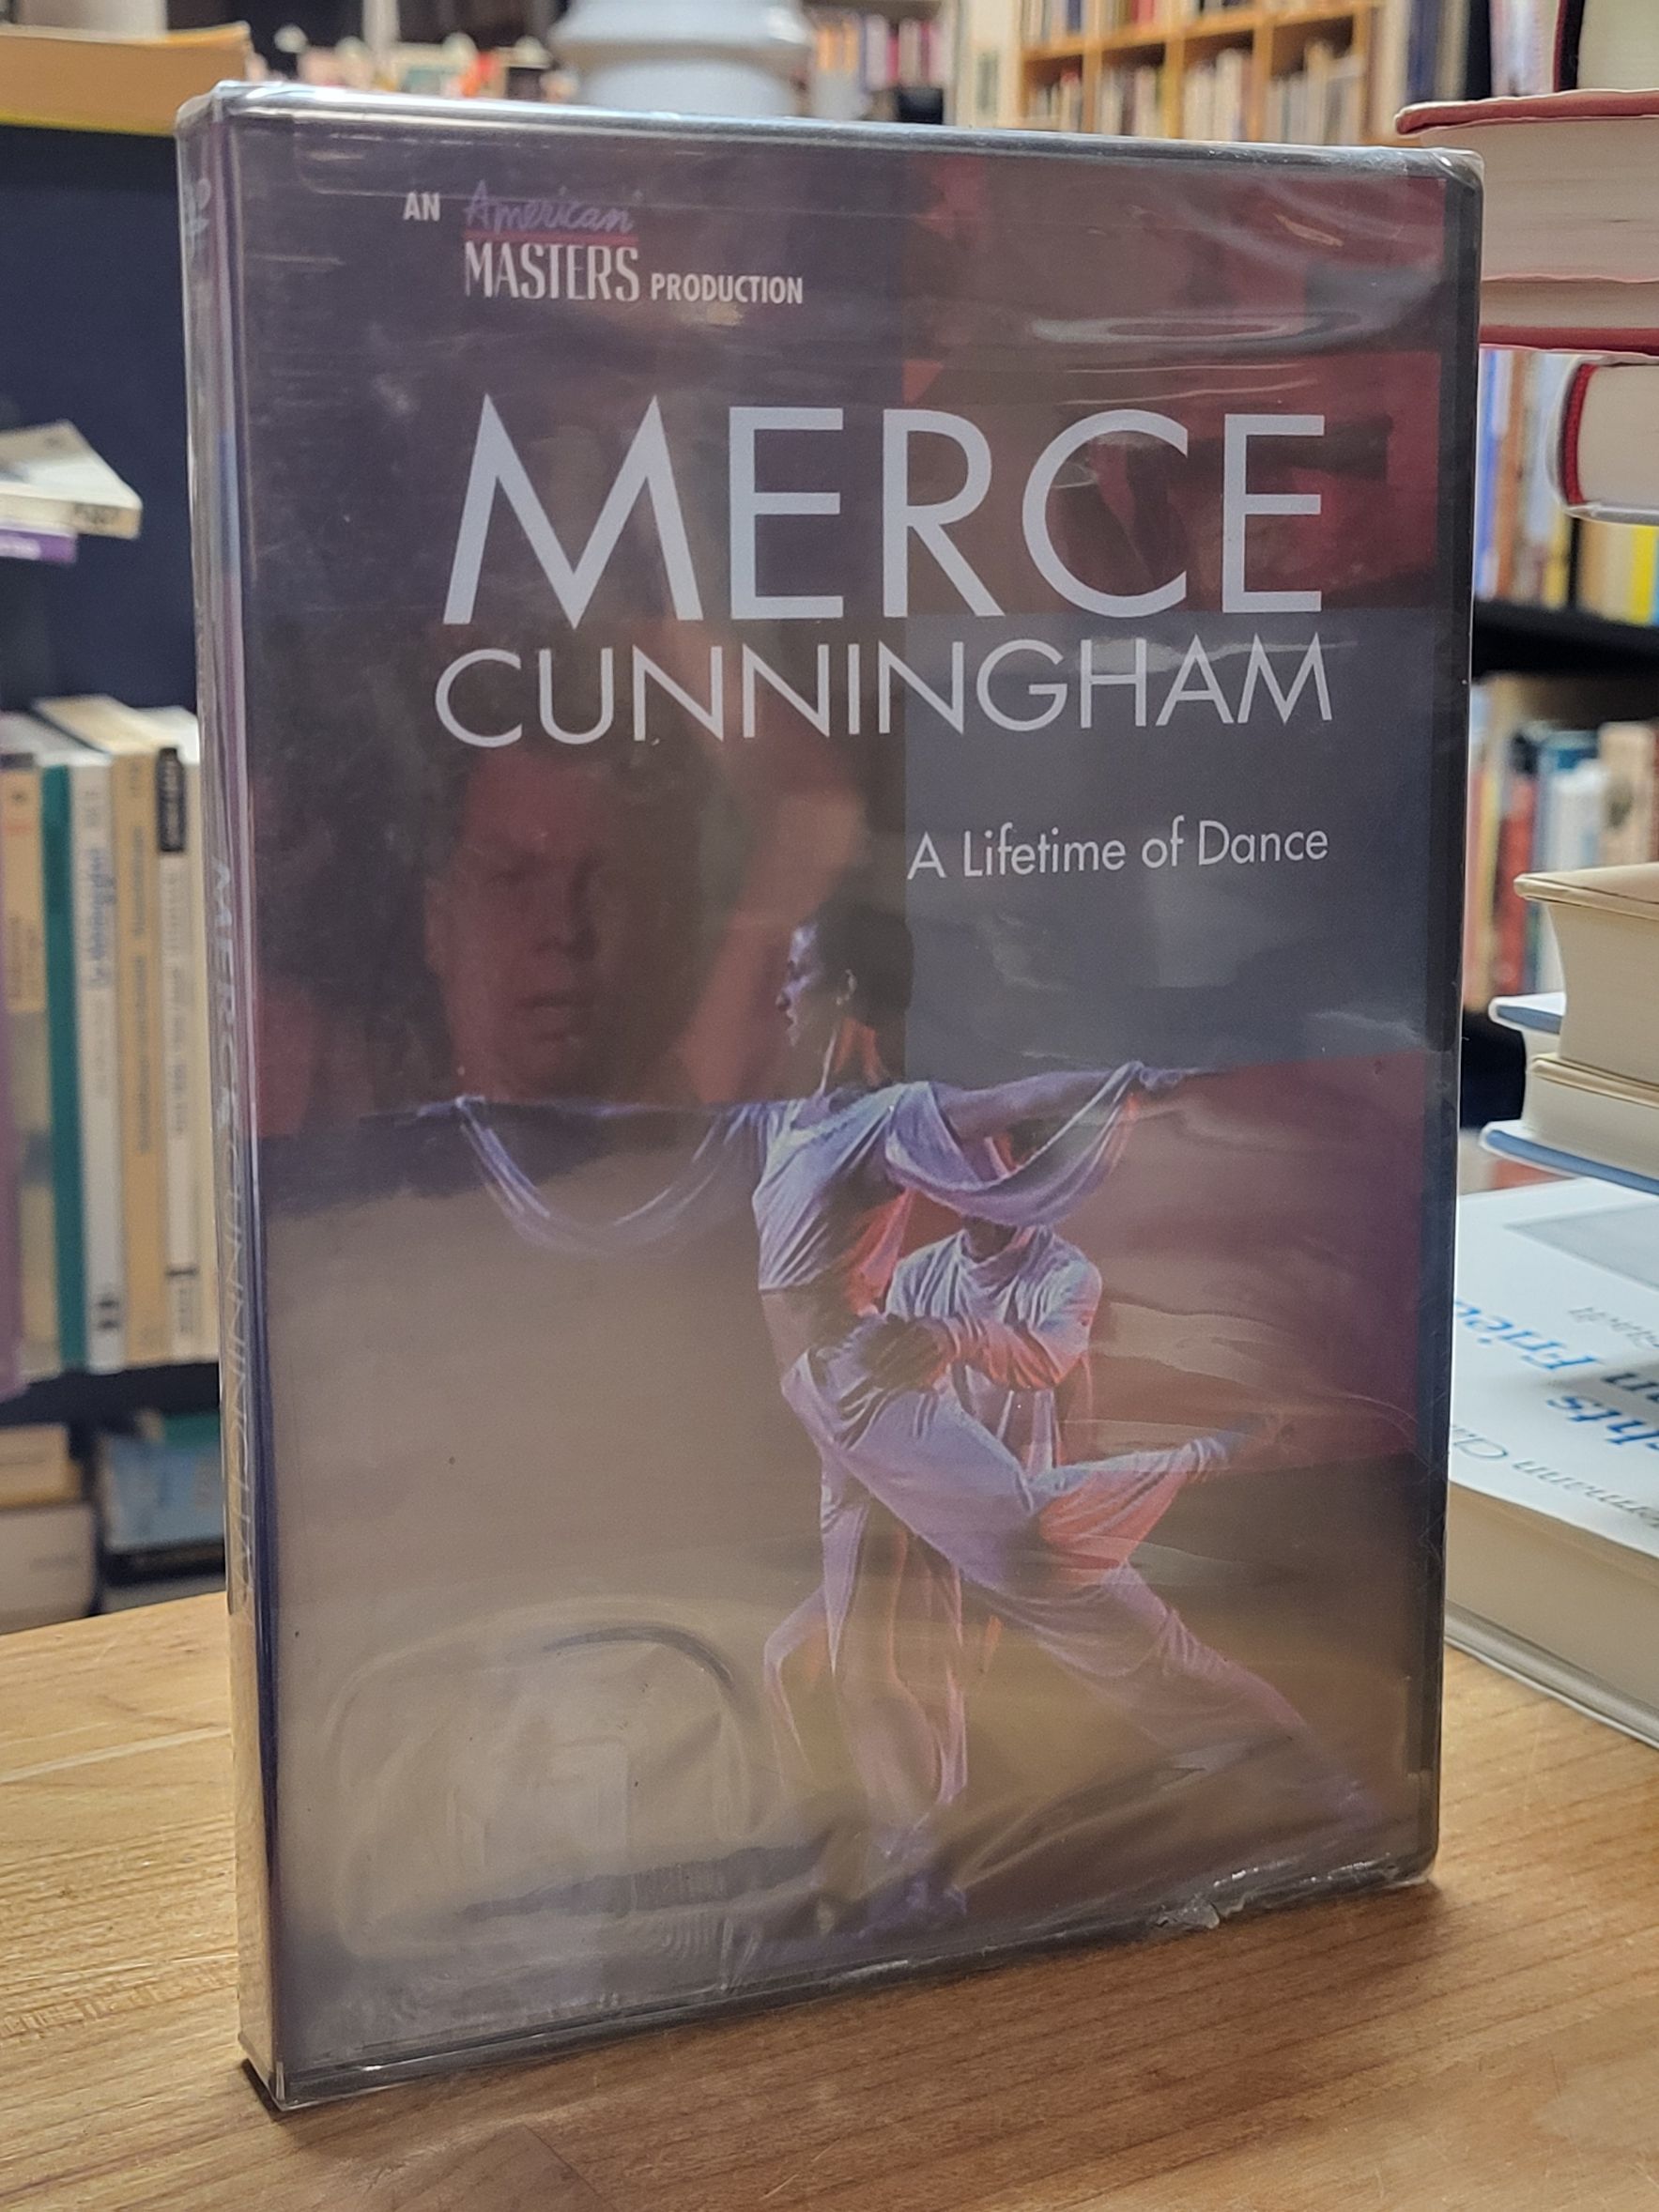 AN American
MASTERS PRODUCTION
MERCE
CUNNINGHAM
A Lifetime of Dance
MERCE CUNNINGHAM